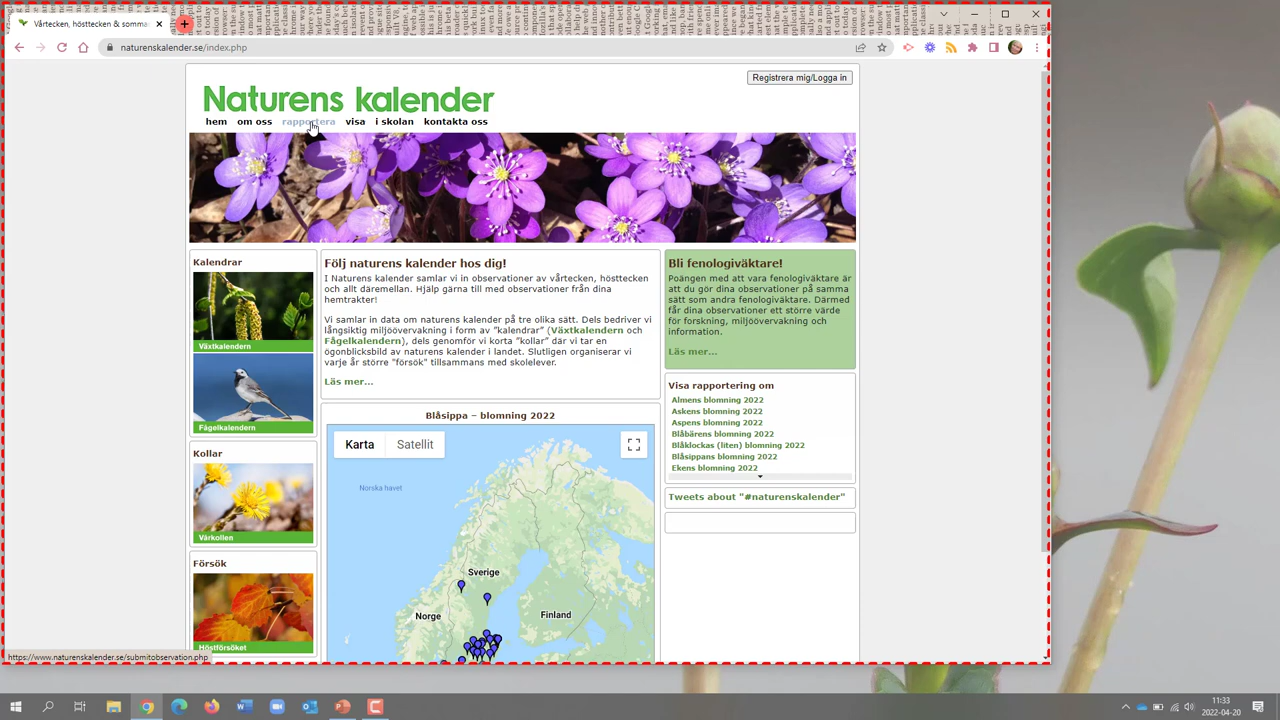 Vårtecken, hösttecken & somma
naturenskalender.se/index.php
Registrera mig/Logga in
Naturens kalender
hem om oss rapportera visa i skolan kontakta oss
Kalendrar
Växtkalendern
Fågelkalendern
Kollar
Vårkollen
Försök
Höstförsöket
Följ naturens kalender hos dig!
I Naturens kalender samlar vi in observationer av vårtecken, hösttecken
och allt däremellan. Hjälp gärna till med observationer från dina
hemtrakter!
Vi samlar in data om naturens kalender på tre olika sätt. Dels bedriver vi
långsiktig miljöövervakning i form av "kalendrar" (Växtkalendern och
Fågelkalendern), dels genomför vi korta "kollar" där vi tar en
ögonblicksbild av naturens kalender i landet. Slutligen organiserar vi
varje år större "försök" tillsammans med skolelever.
Läs mer...
Blåsippa – blomning 2022
Karta Satellit
Norska havet
Sverige
Norge
Finland
Bli fenologiväktare!
Poängen med att vara fenologiväktare är
att du gör dina observationer på samma
sätt som andra fenologiväktare. Därmed
får dina observationer ett större värde
för forskning, miljöövervakning och
information.
Läs mer...
Visa rapportering om
Almens blomning 2022
Askens blomning 2022
Aspens blomning 2022
Blåbärens blomning 2022
Blåklockas (liten) blomning 2022
Blåsippans blomning 2022
Ekens blomning 2022
Tweets about "#naturenskalender"
https://www.naturenskalender.se/submitobservation.php
11:33
2022-04-20